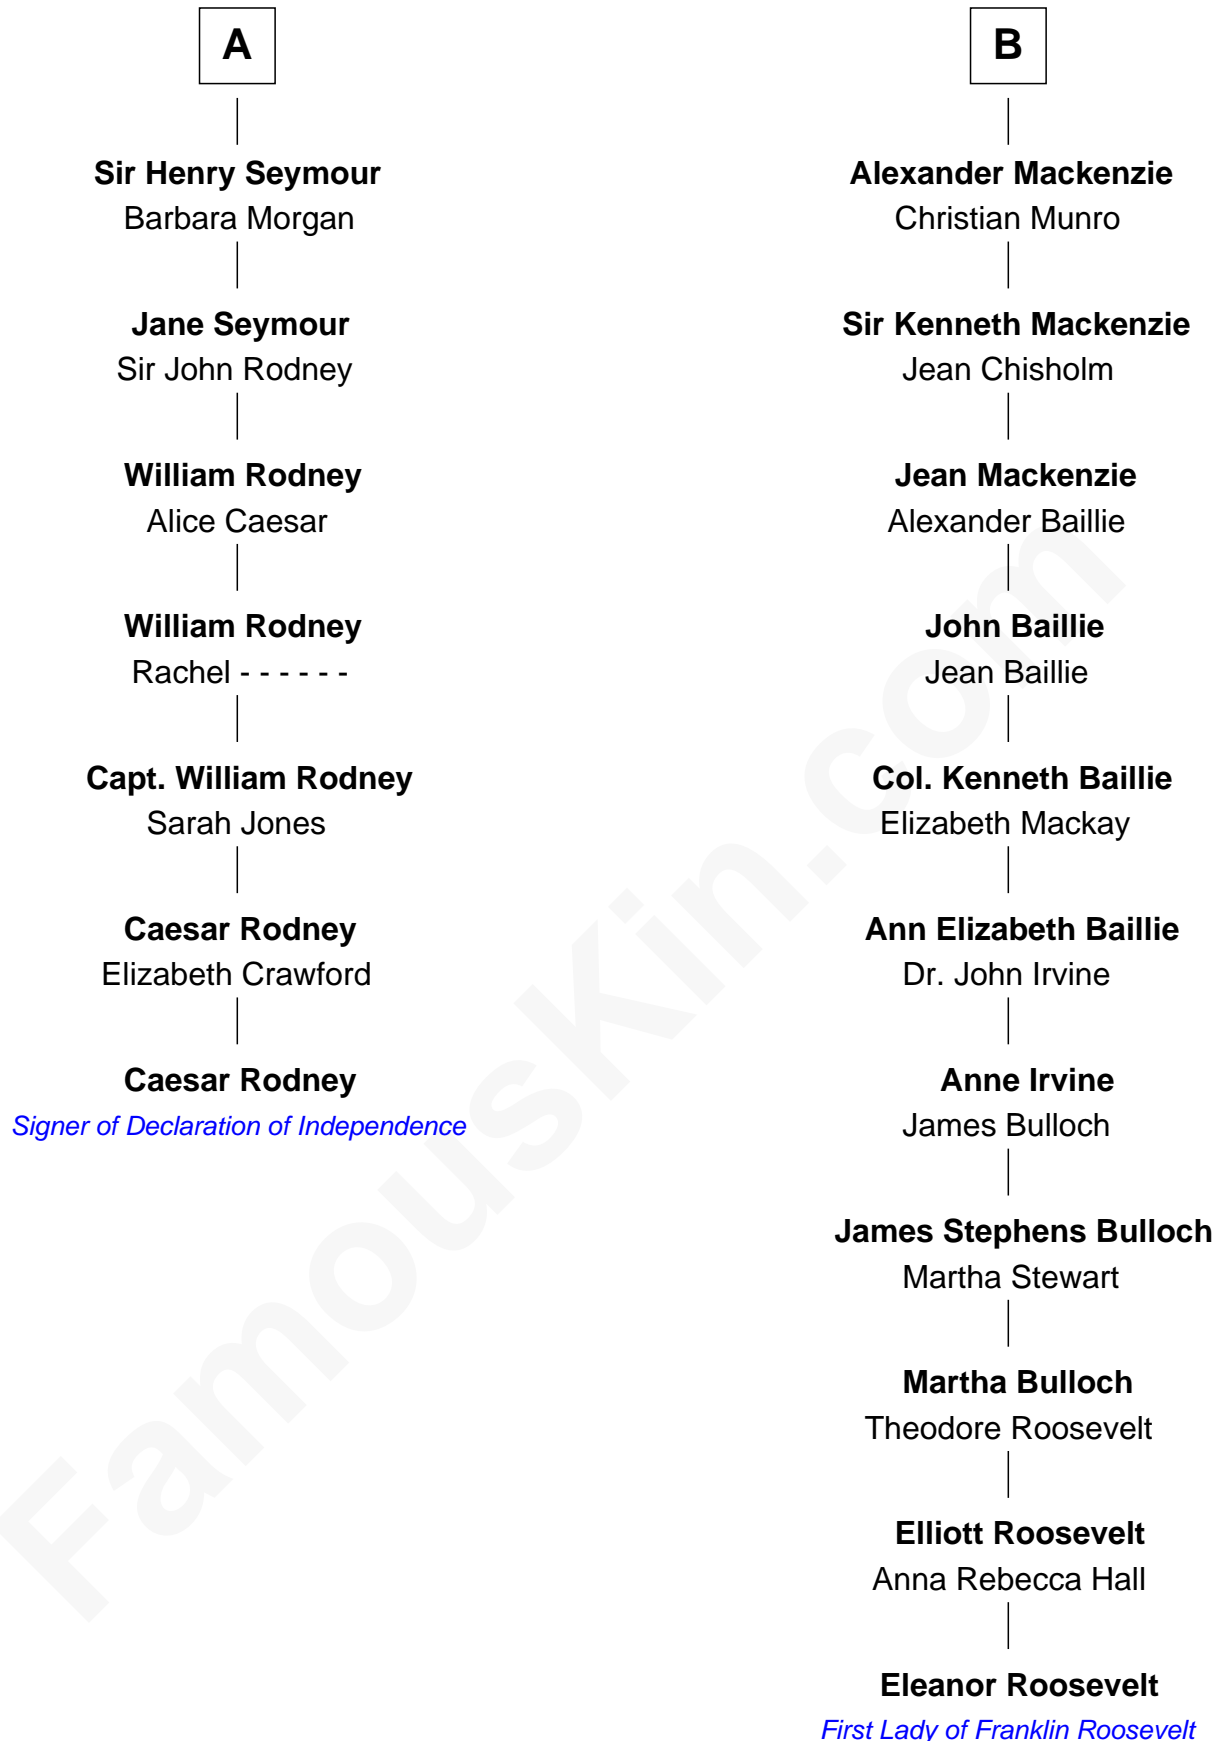 A
Sir Henry Seymour
Barbara Morgan
Jane Seymour
Sir John Rodney
William Rodney
Alice Caesar
William Rodney
Rachel - - - - - -
Capt. William Rodney
Sarah Jones
Caesar Rodney
Elizabeth Crawford
Caesar Rodney
Signer of Declaration of Independence
B
Alexander Mackenzie
Christian Munro
Sir Kenneth Mackenzie
Jean Chisholm
Jean Mackenzie
Alexander Baillie
John Baillie
Jean Baillie
Col. Kenneth Baillie
Elizabeth Mackay
Ann Elizabeth Baillie
Dr. John Irvine
Anne Irvine
James Bulloch
James Stephens Bulloch
Martha Stewart
Martha Bulloch
Theodore Roosevelt
Elliott Roosevelt
Anna Rebecca Hall
Eleanor Roosevelt
First Lady of Franklin Roosevelt
FamousKin.com